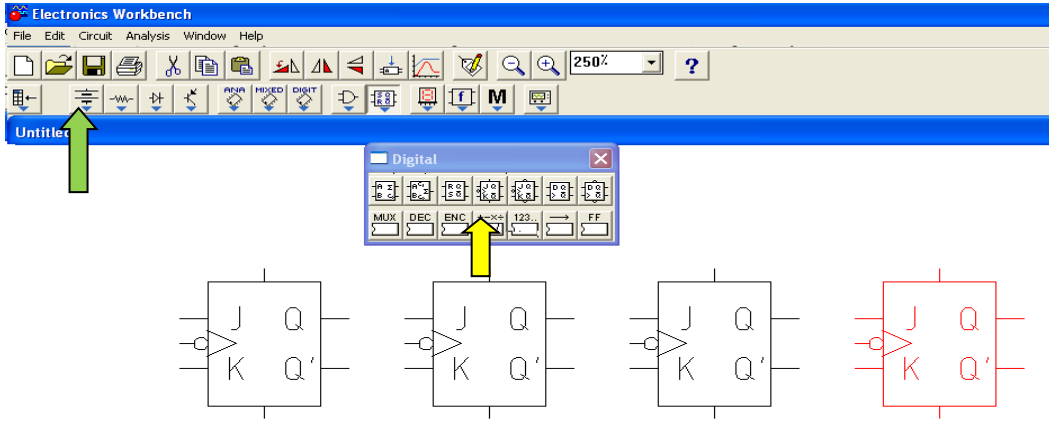 Electronics Workbench
File Edit Circuit Analysis Window Help
250% ?
ANA MIXED DIGIT f M
Untitled
Digital
MUX DEC ENC 123.. FF
J Q J Q J Q J Q
K Q' K Q' K Q' K Q'